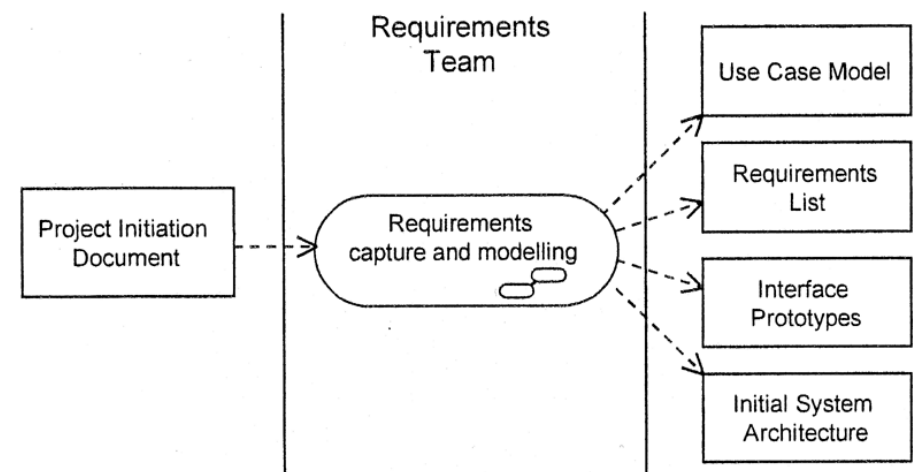 Requirements
Team
Project Initiation
Document
Requirements
capture and modelling
Use Case Model
Requirements
List
Interface
Prototypes
Initial System
Architecture